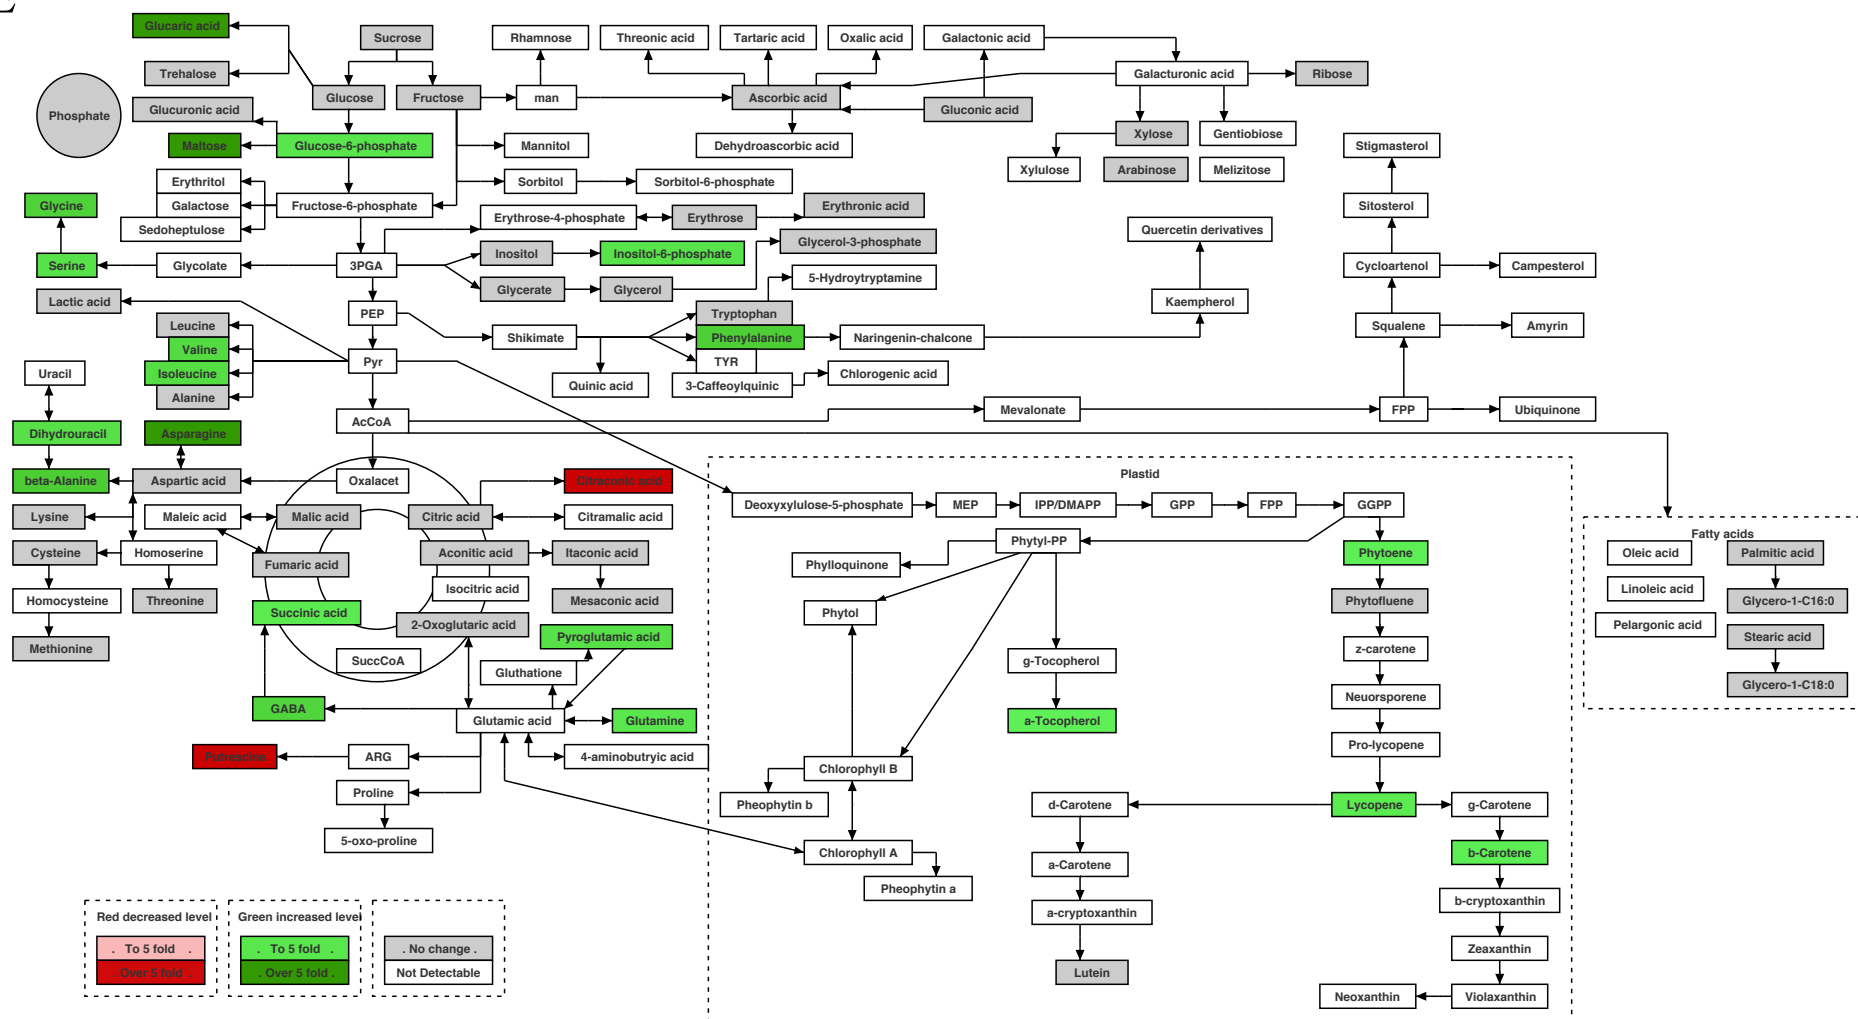 Glucaric acid
Sucrose
Rhamnose
Threonic acid
Tartaric acid
Oxalic acid
Galactonic acid
Trehalose
Galacturonic acid
Ribose
Phosphate
Glucose
Fructose
man
Ascorbic acid
Glucuronic acid
Gluconic acid
Maltose
Glucose-6-phosphate
Mannitol
Dehydroascorbic acid
Xylose
Gentiobiose
Stigmasterol
Xylulose
Arabinose
Melizitose
Erythritol
Sorbitol
Sorbitol-6-phosphate
Glycine
Galactose
Fructose-6-phosphate
Erythronic acid
Sitosterol
Erythrose-4-phosphate
Erythrose
Sedoheptulose
Quercetin derivatives
Glycerol-3-phosphate
Inositol
Inositol-6-phosphate
Serine
Glycolate
3PGA
Cycloartenol
Campesterol
5-Hydroytryptamine
Glycerate
Glycerol
Lactic acid
Kaempherol
PEP
Tryptophan
Leucine
Squalene
Amyrin
Shikimate
Phenylalanine
Naringenin-chalcone
Valine
Pyr
TYR
Uracil
Isoleucine
Chlorogenic acid
Quinic acid
3-Caffeoylquinic
Alanine
AcCoA
Mevalonate
FPP
Ubiquinone
Dihydrouracil
Asparagine
Plastid
beta-Alanine
Aspartic acid
Oxalacet
Citraconic acid
Deoxyxylulose-5-phosphate
MEP
IPP/DMAPP
GPP
FPP
GGPP
Lysine
Maleic acid
Malic acid
Citric acid
Citramalic acid
Fatty acids
Phytyl-PP
Cysteine
Homoserine
Aconitic acid
Itaconic acid
Phytoene
Oleic acid
Palmitic acid
Fumaric acid
Phylloquinone
Isocitric acid
Linoleic acid
Homocysteine
Threonine
Mesaconic acid
Phytofluene
Glycero-1-C16:0
Succinic acid
Phytol
2-Oxoglutaric acid
Pelargonic acid
Pyroglutamic acid
Stearic acid
Methionine
z-carotene
SuccCoA
g-Tocopherol
Gluthatione
Glycero-1-C18:0
Neuorsporene
GABA
Glutamic acid
Glutamine
a-Tocopherol
Pro-lycopene
Putrescine
ARG
4-aminobutryic acid
Chlorophyll B
Proline
Pheophytin b
d-Carotene
Lycopene
g-Carotene
5-oxo-proline
Chlorophyll A
b-Carotene
a-Carotene
Pheophytin a
b-cryptoxanthin
a-cryptoxanthin
Red decreased level
Green increased level
. To 5 fold .
. To 5 fold .
. No change .
Zeaxanthin
. Over 5 fold .
. Over 5 fold .
Not Detectable
Lutein
Neoxanthin
Violaxanthin